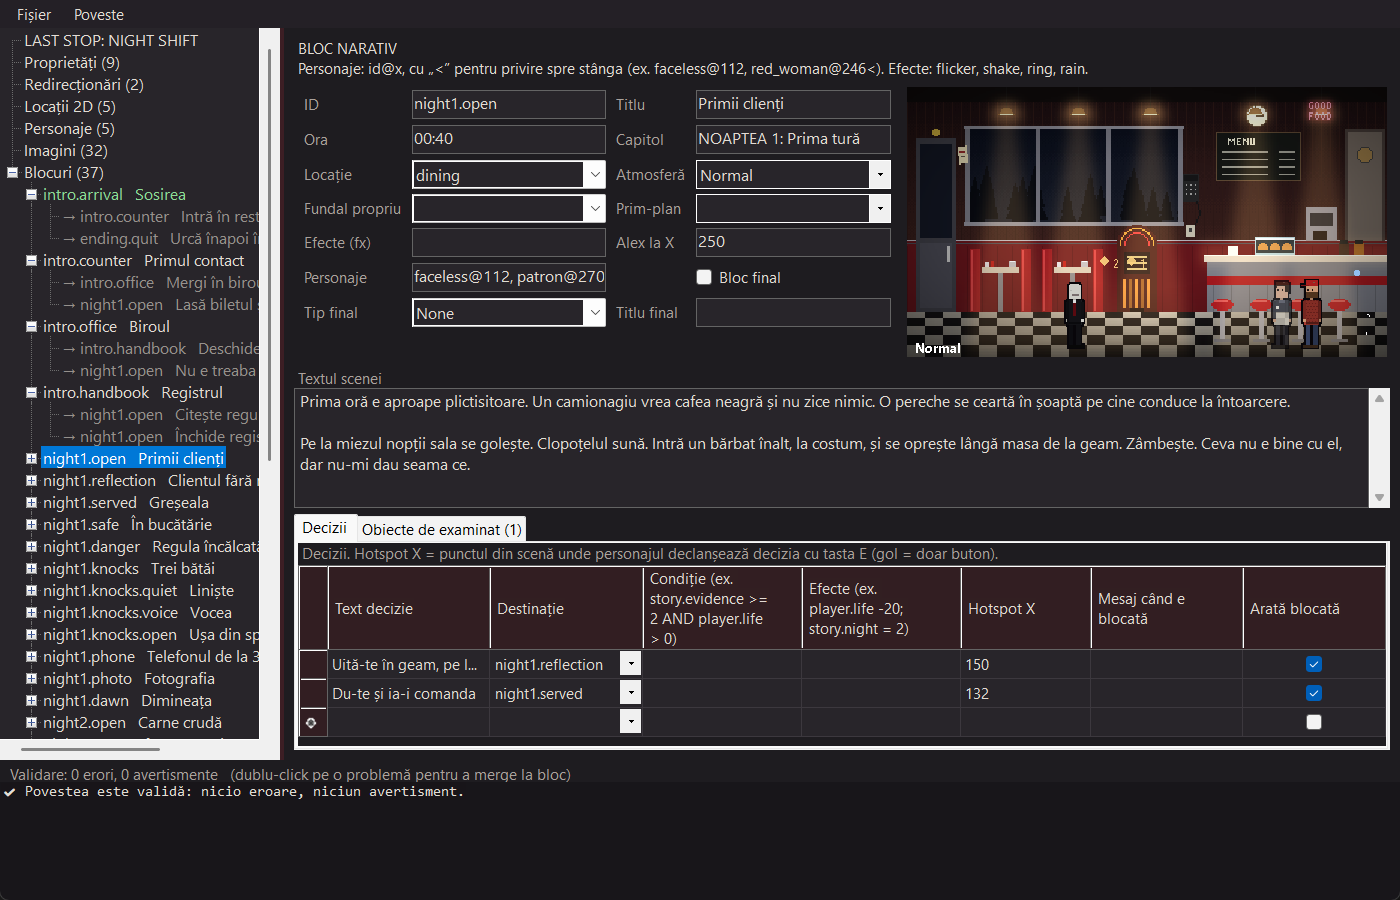 Fișier Poveste
LAST STOP: NIGHT SHIFT
Proprietăți (9)
Redirecționări (2)
Locații 2D (5)
Personaje (5)
Imagini (32)
Blocuri (37)
intro.arrival Sosirea
→ intro.counter Intră în rest
→ ending.quit Urcă înapoi în
intro.counter Primul contact
→ intro.office Mergi în birou
→ night1.open Lasă biletul
intro.office Biroul
→ intro.handbook Deschide
→ night1.open Nu e treaba
intro.handbook Registrul
→ night1.open Citește regu
→ night1.open Închide regis
night1.open Primii clienți
night1.reflection Clientul fără
night1.served Greșeala
night1.safe În bucătărie
night1.danger Regula încălcată
night1.knocks Trei bătăi
night1.knocks.quiet Liniște
night1.knocks.voice Vocea
night1.knocks.open Ușa din sp
night1.phone Telefonul de la 3
night1.photo Fotografia
night1.dawn Dimineața
night2.open Carne crudă
BLOC NARATIV
Personaje: id@x, cu „<” pentru privire spre stânga (ex. faceless@112, red_woman@246<). Efecte: flicker, shake, ring, rain.
ID night1.open Titlu Primii clienți
Ora 00:40 Capitol NOAPTEA 1: Prima tură
Locație dining Atmosferă Normal
Fundal propriu Prim-plan
Efecte (fx) Alex la X 250
Personaje faceless@112, patron@270 Bloc final
Tip final None Titlu final
GOOD
FOOD
MENU
2
Normal
Textul scenei
Prima oră e aproape plictisitoare. Un camionagiu vrea cafea neagră și nu zice nimic. O pereche se ceartă în șoaptă pe cine conduce la întoarcere.
Pe la miezul nopții sala se golește. Clopoțelul sună. Intră un bărbat înalt, la costum, și se oprește lângă masa de la geam. Zâmbește. Ceva nu e bine cu el,
dar nu-mi dau seama ce.
Decizii Obiecte de examinat (1)
Decizii. Hotspot X = punctul din scenă unde personajul declanșează decizia cu tasta E (gol = doar buton).
Text decizie
Destinație
Condiție (ex.
story.evidence >=
2 AND player.life
> 0)
Efecte (ex.
player.life -20;
story.night = 2)
Hotspot X
Mesaj când e
blocată
Arată blocată
Uită-te în geam, pe l... night1.reflection 150
Du-te și ia-i comanda night1.served 132
Validare: 0 erori, 0 avertismente (dublu-click pe o problemă pentru a merge la bloc)
✔ Povestea este validă: nicio eroare, niciun avertisment.